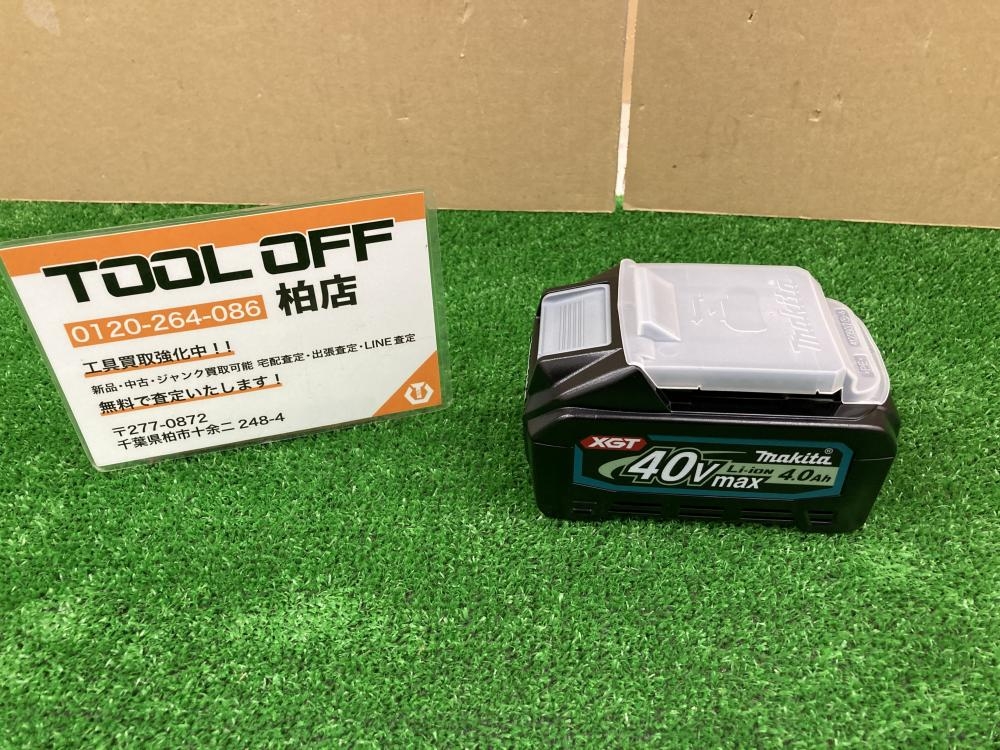 TOOL OFF
0120-264-086 柏店
工具買取強化中！！
新品・中古・ジャンク買取可能 宅配査定・出張査定・LINE査定
無料で査定いたします！
〒277-0872
千葉県柏市十余二 248-4
makita
XGT
40Vmax
Li-ion 4.0Ah
makita®